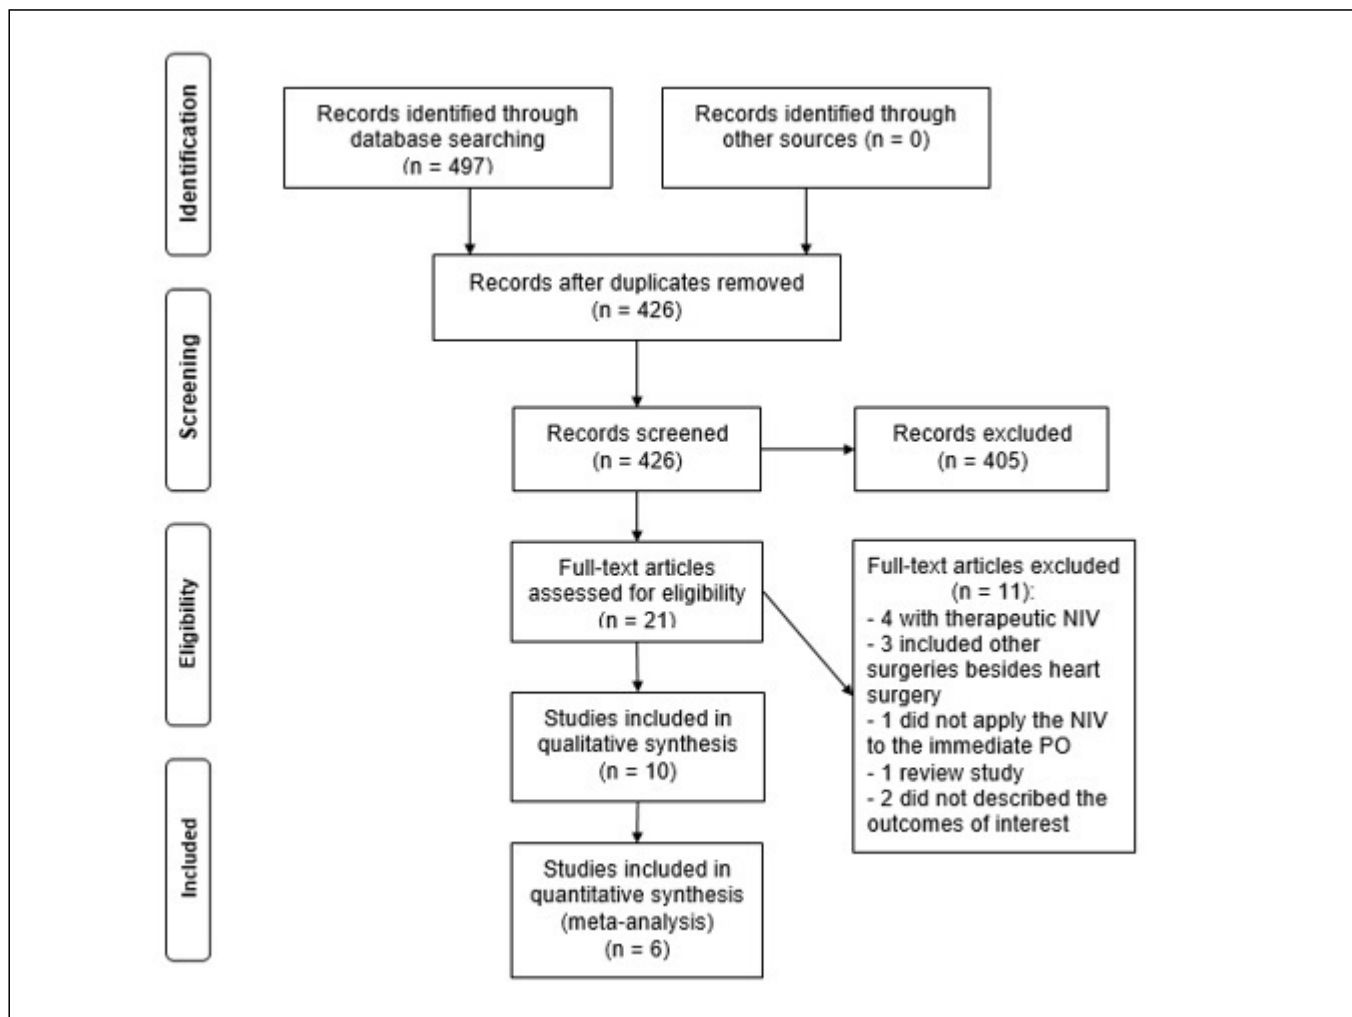 Identification
Records identified through
database searching
(n = 497)
Records identified through
other sources (n = 0)
Records after duplicates removed
(n = 426)
Screening
Records screened
(n = 426)
Records excluded
(n = 405)
Eligibility
Full-text articles
assessed for eligibility
(n = 21)
Full-text articles excluded
(n = 11):
- 4 with therapeutic NIV
- 3 included other
surgeries besides heart
surgery
- 1 did not apply the NIV
to the immediate PO
- 1 review study
- 2 did not described the
outcomes of interest
Studies included in
qualitative synthesis
(n = 10)
Included
Studies included in
quantitative synthesis
(meta-analysis)
(n = 6)